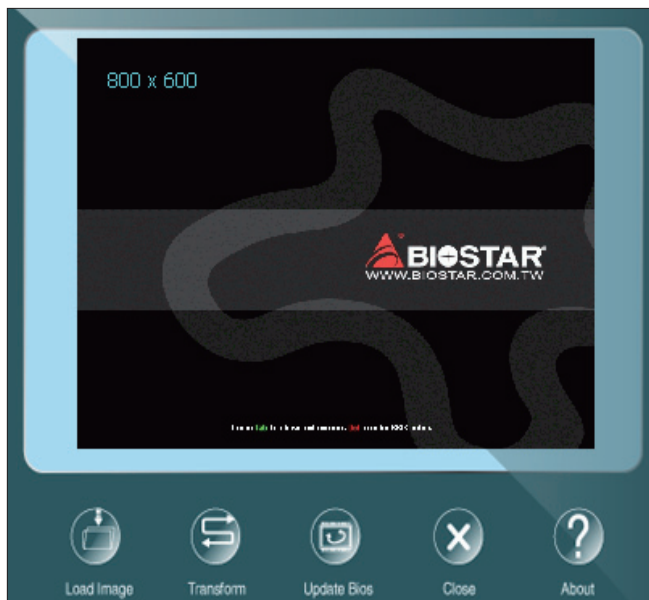 800 x 600
BIOSTAR
WWW.BIOSTAR.COM.TW
Load Image
Transform
Update Bios
Close
About